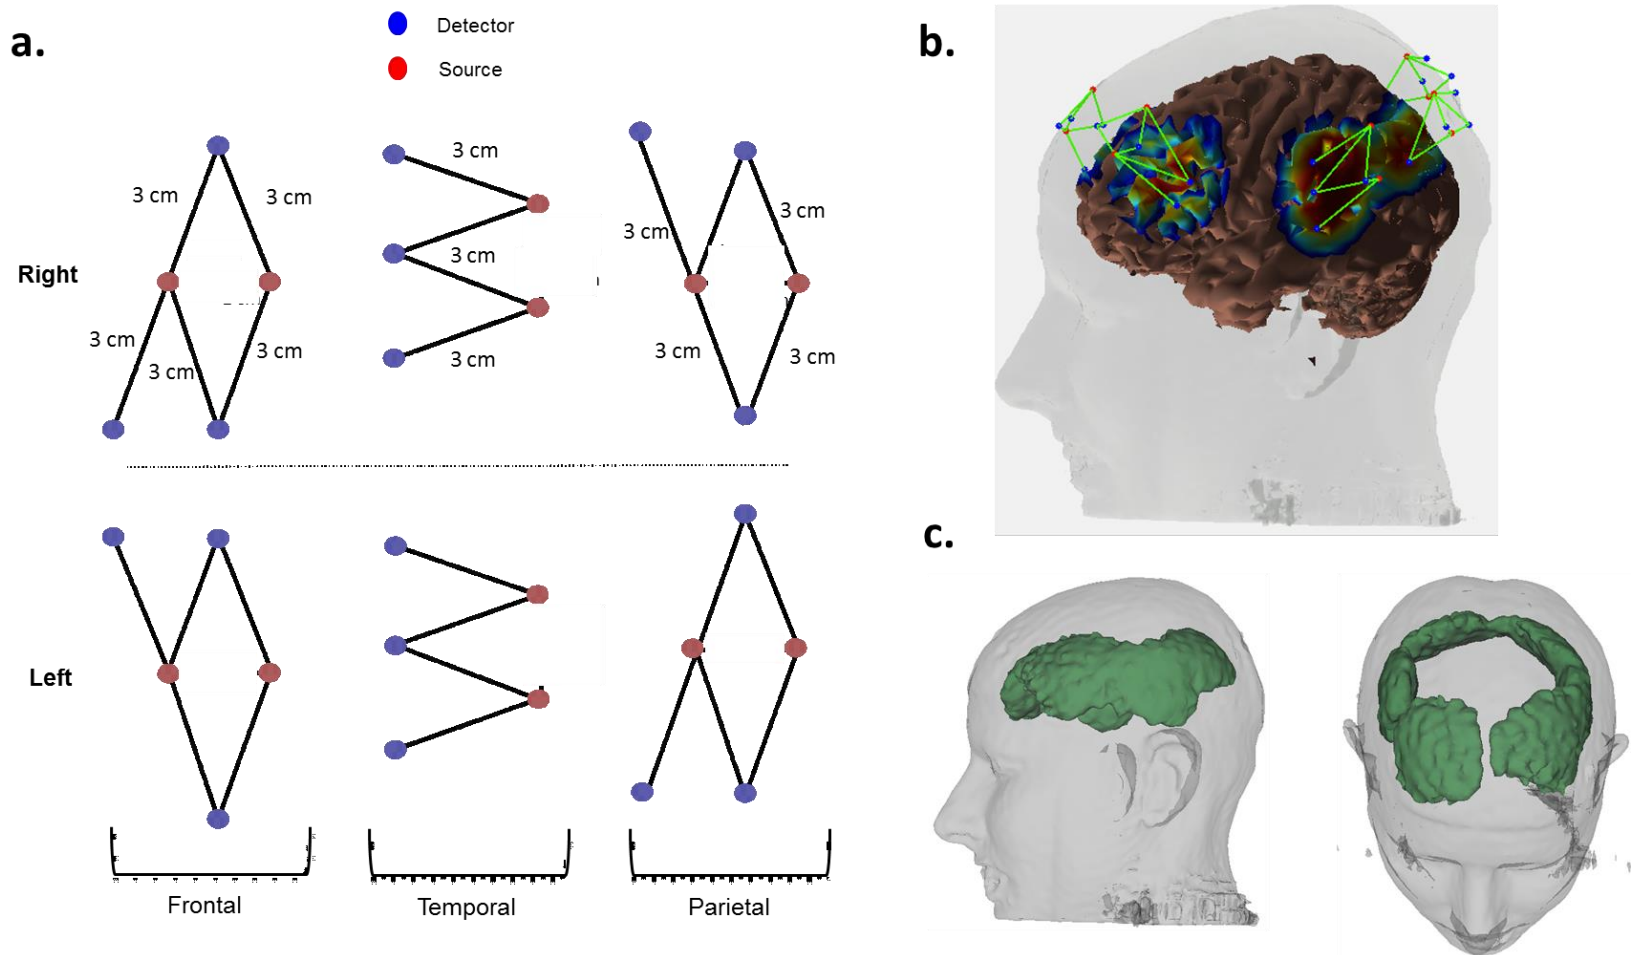 a.
Detector
Source
b.
3 cm
3 cm
3 cm
3 cm
3 cm
3 cm
Right
3 cm
3 cm
3 cm
3 cm
3 cm
3 cm
3 cm
c.
Left
Frontal
Temporal
Parietal